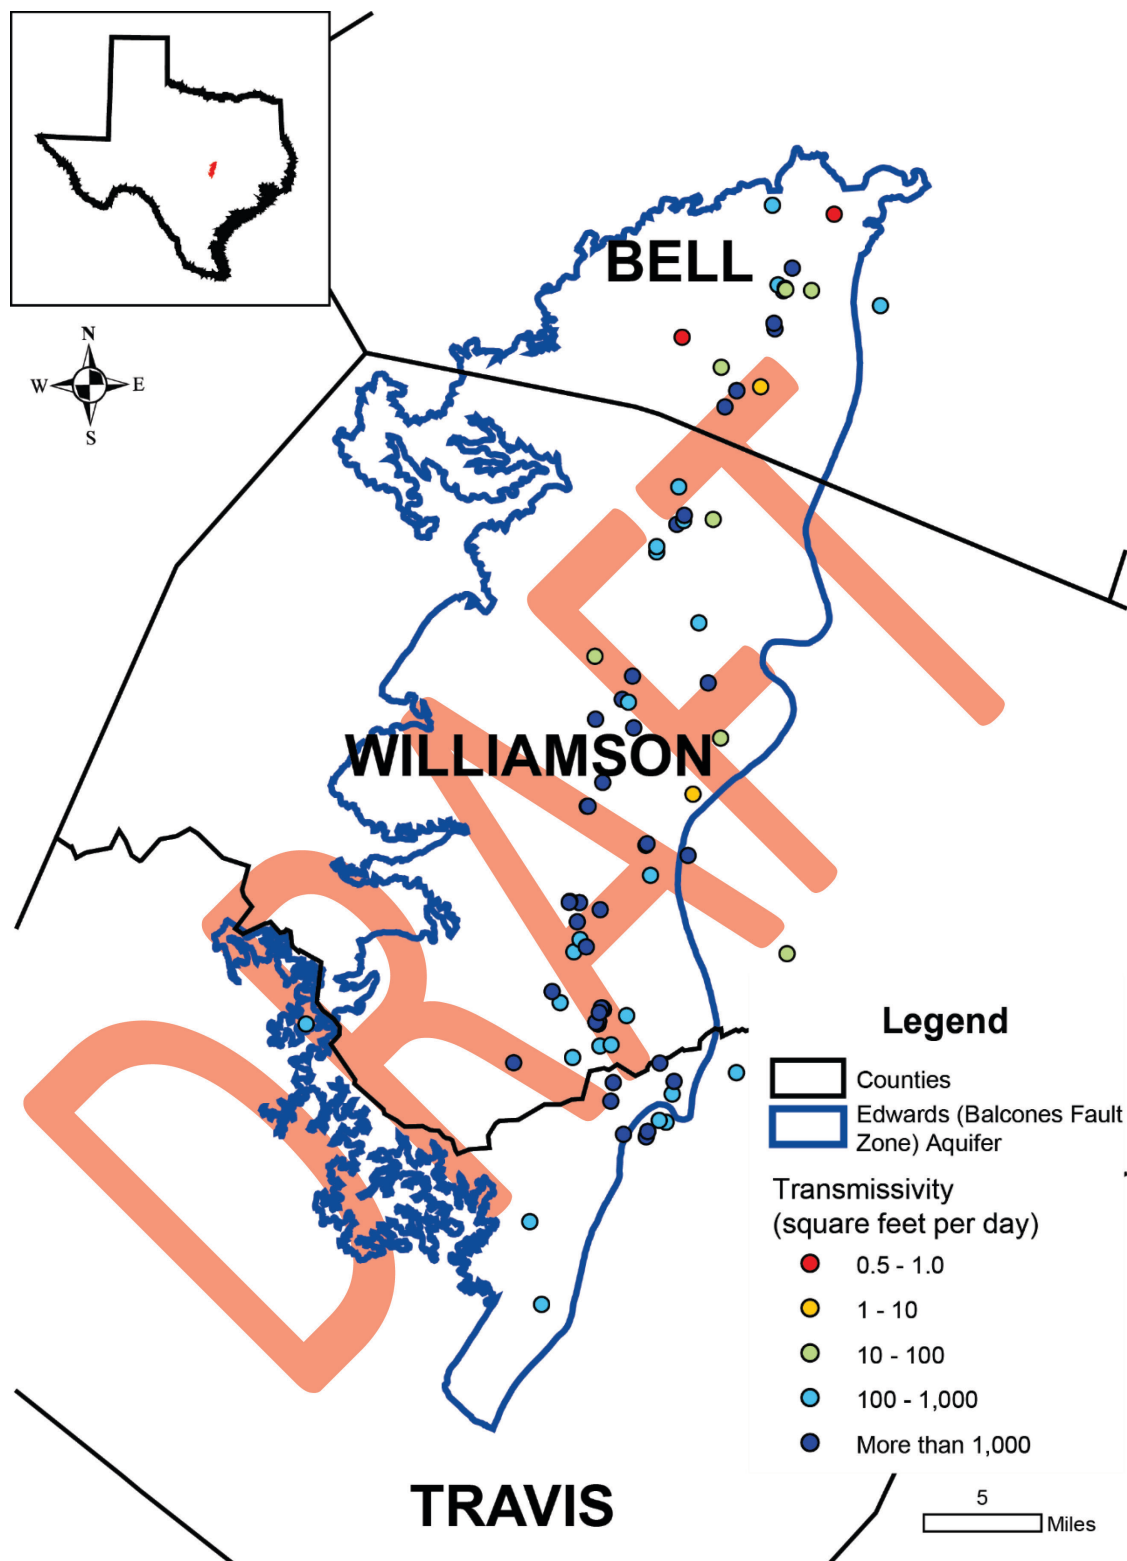 N
W E
S
BELL
WILLIAMSON
TRAVIS
DRAFT
Legend
Counties
Edwards (Balcones Fault
Zone) Aquifer
Transmissivity
(square feet per day)
0.5 - 1.0
1 - 10
10 - 100
100 - 1,000
More than 1,000
5
Miles